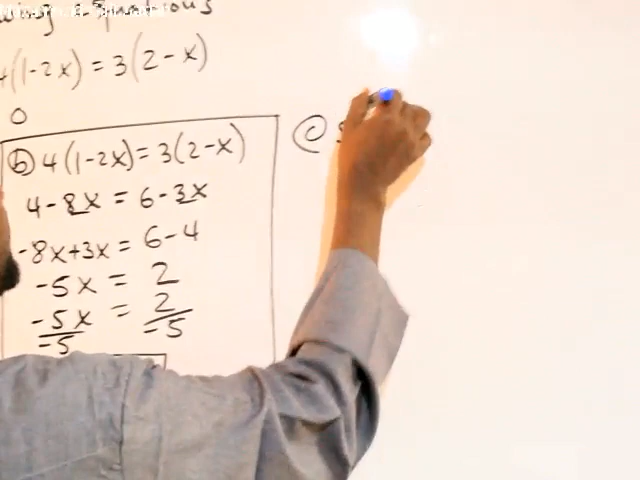 4(1-2x) = 3(2-x)
0
b 4(1-2x) = 3(2-x)
4-8x = 6-3x
-8x+3x = 6-4
-5x = 2
-5x/-5 = 2/-5
c